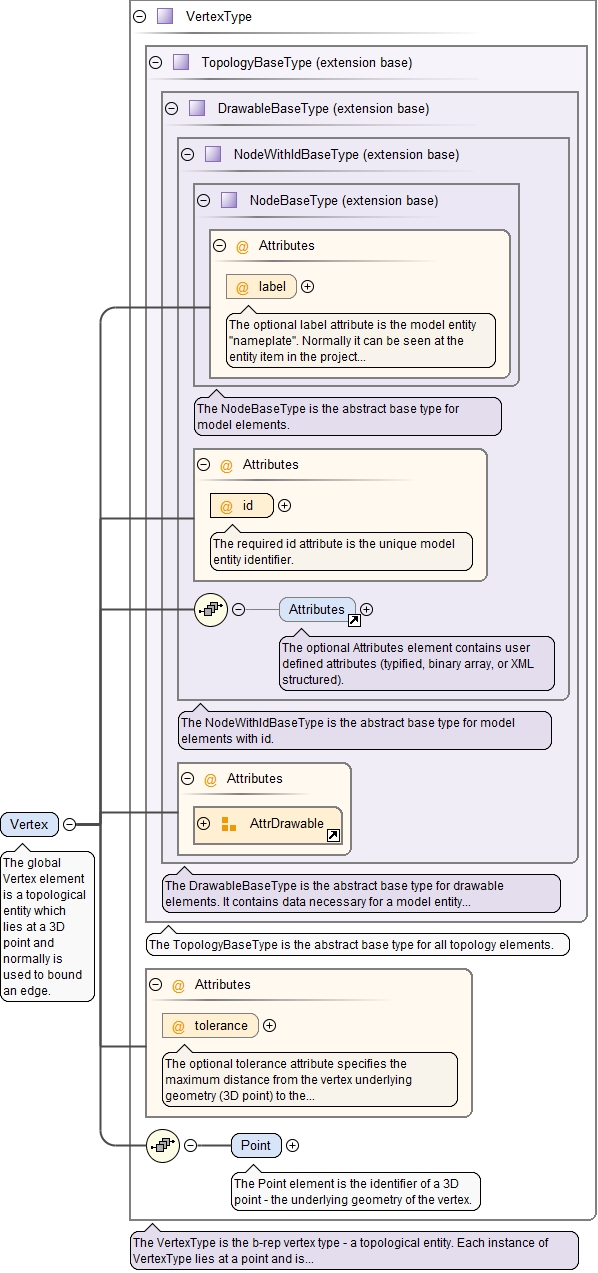 VertexType
TopologyBaseType (extension base)
DrawableBaseType (extension base)
NodeWithIdBaseType (extension base)
NodeBaseType (extension base)
@ Attributes
@ label
The optional label attribute is the model entity
"nameplate". Normally it can be seen at the
entity item in the project...
The NodeBaseType is the abstract base type for
model elements.
@ Attributes
@ id
The required id attribute is the unique model
entity identifier.
Attributes
The optional Attributes element contains user
defined attributes (typified, binary array, or XML
structured).
The NodeWithIdBaseType is the abstract base type for model
elements with id.
@ Attributes
AttrDrawable
Vertex
The global
Vertex element
is a topological
entity which
lies at a 3D
point and
normally is
used to bound
an edge.
The DrawableBaseType is the abstract base type for drawable
elements. It contains data necessary for a model entity...
The TopologyBaseType is the abstract base type for all topology elements.
@ Attributes
@ tolerance
The optional tolerance attribute specifies the
maximum distance from the vertex underlying
geometry (3D point) to the...
Point
The Point element is the identifier of a 3D
point - the underlying geometry of the vertex.
The VertexType is the b-rep vertex type - a topological entity. Each instance of
VertexType lies at a point and is...